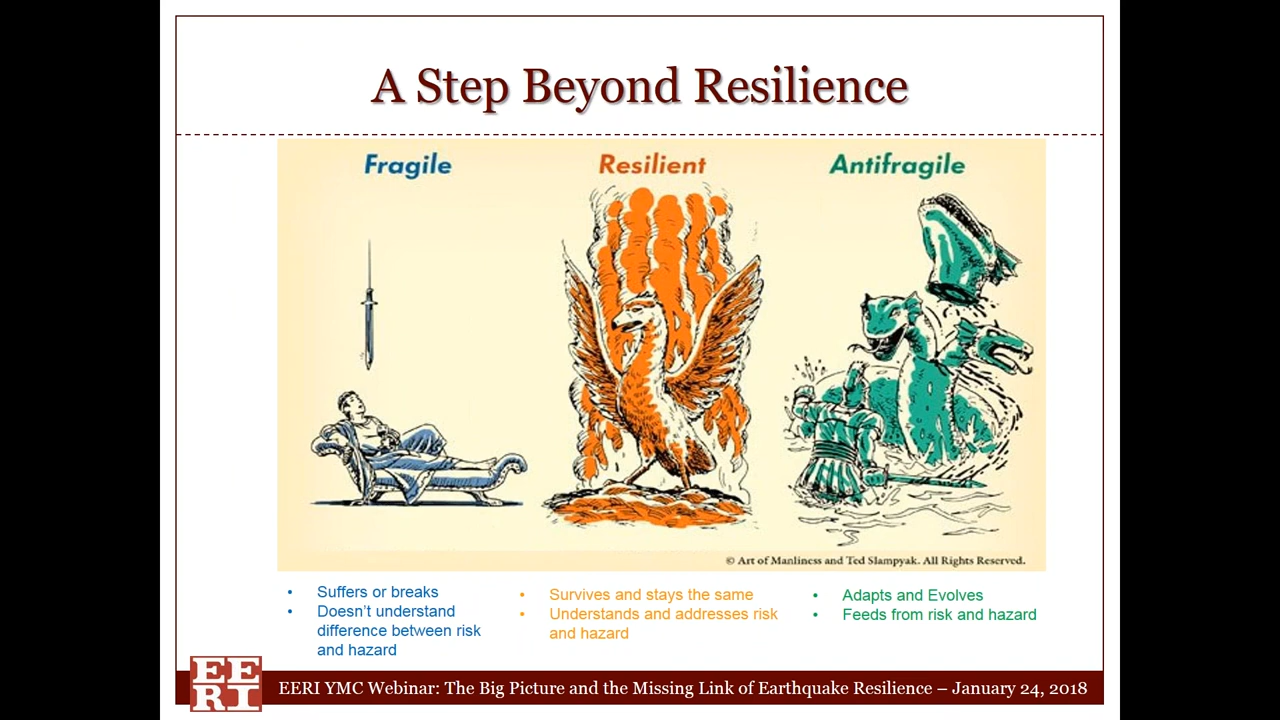 A Step Beyond Resilience
Fragile
Resilient
Antifragile
© Art of Manliness and Ted Slampyak. All Rights Reserved.
• Suffers or breaks
• Doesn’t understand
difference between risk
and hazard
• Survives and stays the same
• Understands and addresses risk
and hazard
• Adapts and Evolves
• Feeds from risk and hazard
EE
RI
EERI YMC Webinar: The Big Picture and the Missing Link of Earthquake Resilience – January 24, 2018